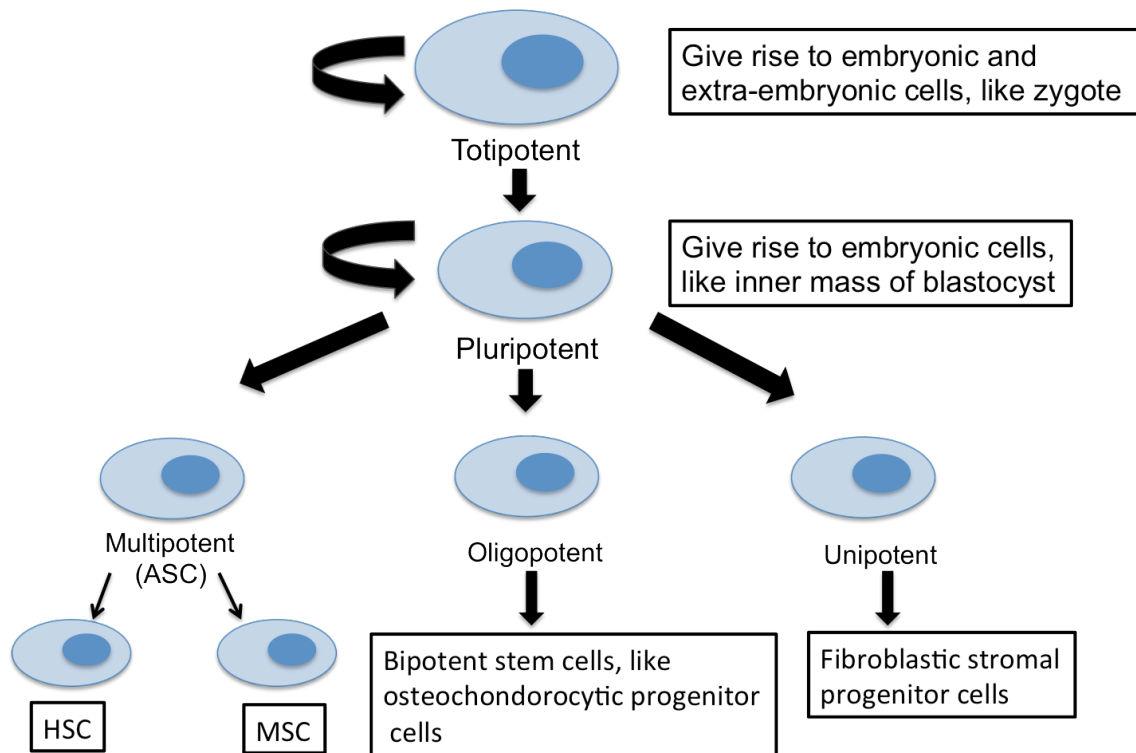 Give rise to embryonic and
extra-embryonic cells, like zygote
Totipotent
Give rise to embryonic cells,
like inner mass of blastocyst
Pluripotent
Multipotent
(ASC)
Oligopotent
Unipotent
HSC
MSC
Bipotent stem cells, like
osteochondorocytic progenitor
cells
Fibroblastic stromal
progenitor cells